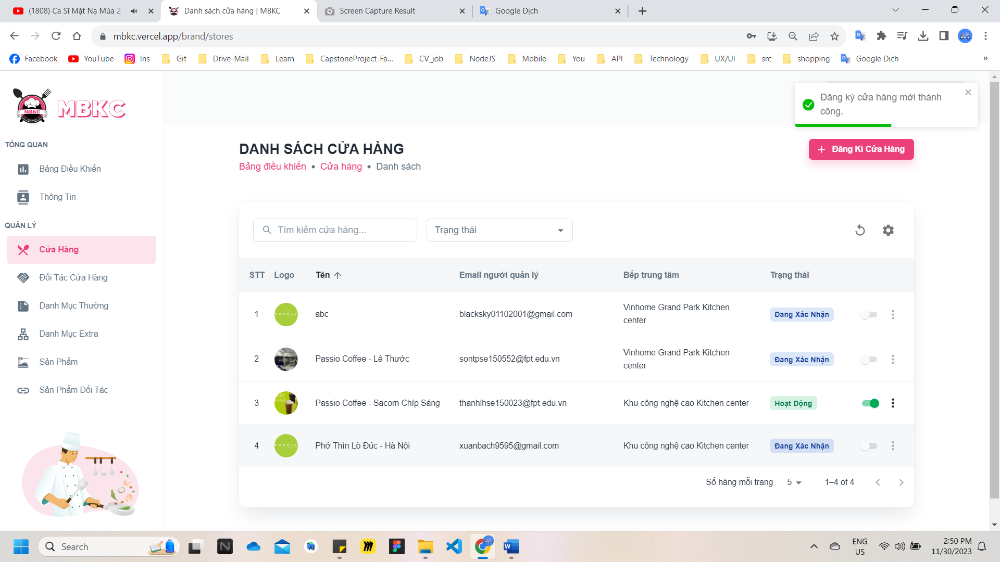 (1808) Ca Sĩ Mặt Nạ Mùa 2
Danh sách cửa hàng | MBKC
Screen Capture Result
Google Dịch
mbkc.vercel.app/brand/stores
Facebook
YouTube
Ins
Git
Drive-Mail
Learn
CapstoneProject-Fa...
CV_job
NodeJS
Mobile
You
API
Technology
UX/UI
src
shopping
Google Dịch
»
MBKC
MBKC
Đăng ký cửa hàng mới thành
công.
TỔNG QUAN
Bảng Điều Khiển
Thông Tin
QUẢN LÝ
Cửa Hàng
Đối Tác Cửa Hàng
Danh Mục Thường
Danh Mục Extra
Sản Phẩm
Sản Phẩm Đối Tác
DANH SÁCH CỬA HÀNG
Bảng điều khiển • Cửa hàng • Danh sách
+ Đăng Kí Cửa Hàng
Tìm kiếm cửa hàng...
Trạng thái
STT Logo Tên Email người quản lý Bếp trung tâm Trạng thái
1 PASSIO abc blacksky01102001@gmail.com Vinhome Grand Park Kitchen center Đang Xác Nhận
2 Passio Coffee - Lê Thước sontpse150552@fpt.edu.vn Vinhome Grand Park Kitchen center Đang Xác Nhận
3 Passio Coffee - Sacom Chíp Sáng thanhlhse150023@fpt.edu.vn Khu công nghệ cao Kitchen center Hoạt Động
4 PASSIO Phở Thìn Lò Đúc - Hà Nội xuanbach9595@gmail.com Khu công nghệ cao Kitchen center Đang Xác Nhận
Số hàng mỗi trang 5 1–4 of 4
Search
ENG
US
2:50 PM
11/30/2023